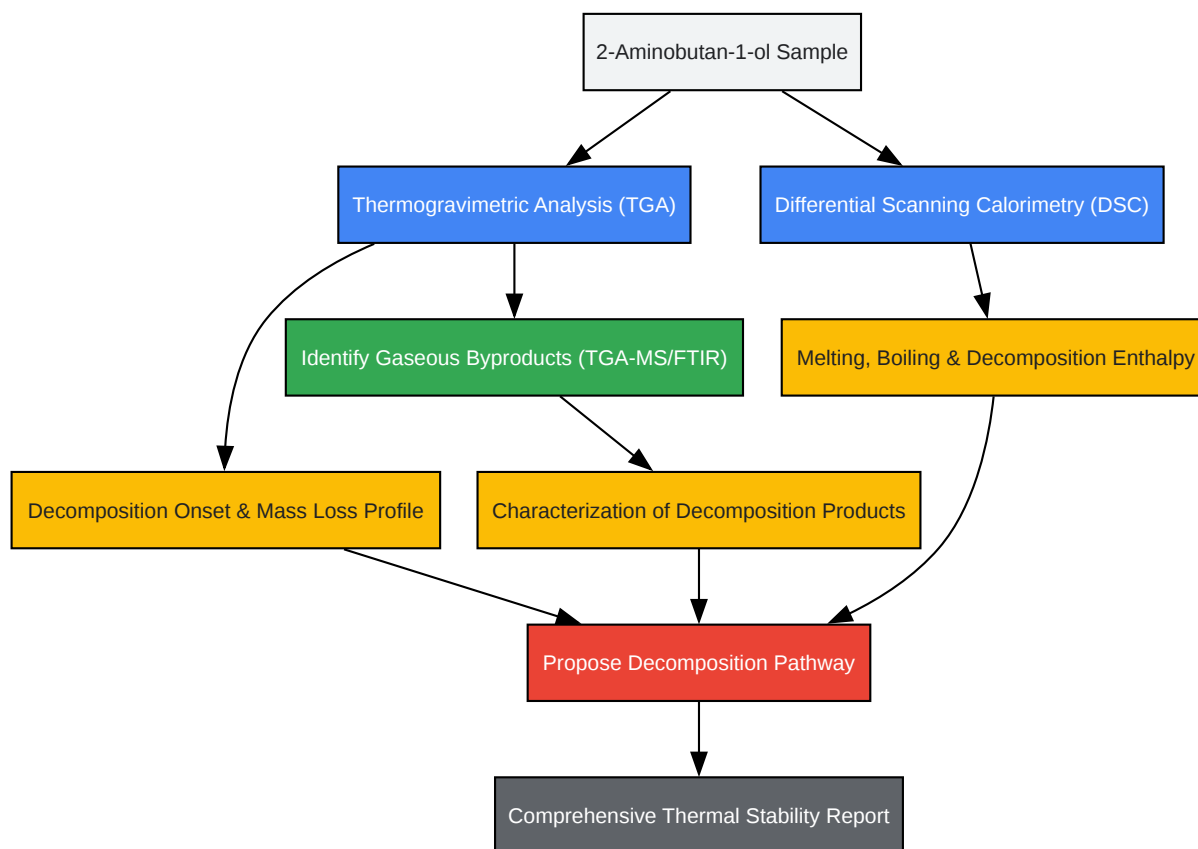 2-Aminobutan-1-ol Sample
Thermogravimetric Analysis (TGA)
Differential Scanning Calorimetry (DSC)
Identify Gaseous Byproducts (TGA-MS/FTIR)
Melting, Boiling & Decomposition Enthalpy
Decomposition Onset & Mass Loss Profile
Characterization of Decomposition Products
Propose Decomposition Pathway
Comprehensive Thermal Stability Report